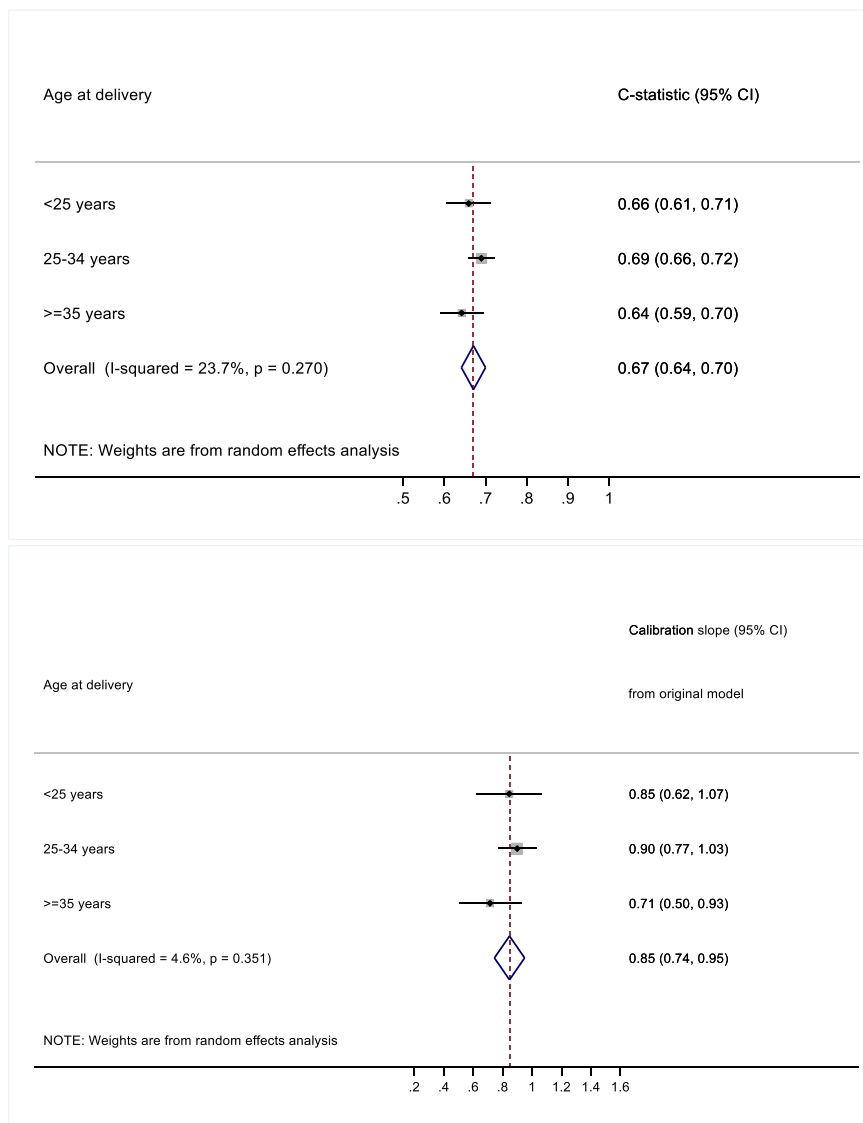 Age at delivery C-statistic (95% CI)
<25 years 0.66 (0.61, 0.71)
25-34 years 0.69 (0.66, 0.72)
>=35 years 0.64 (0.59, 0.70)
Overall (I-squared = 23.7%, p = 0.270) 0.67 (0.64, 0.70)
NOTE: Weights are from random effects analysis
.5 .6 .7 .8 .9 1
Calibration slope (95% CI)
Age at delivery
from original model
<25 years 0.85 (0.62, 1.07)
25-34 years 0.90 (0.77, 1.03)
>=35 years 0.71 (0.50, 0.93)
Overall (I-squared = 4.6%, p = 0.351) 0.85 (0.74, 0.95)
NOTE: Weights are from random effects analysis
.2 .4 .6 .8 1 1.2 1.4 1.6